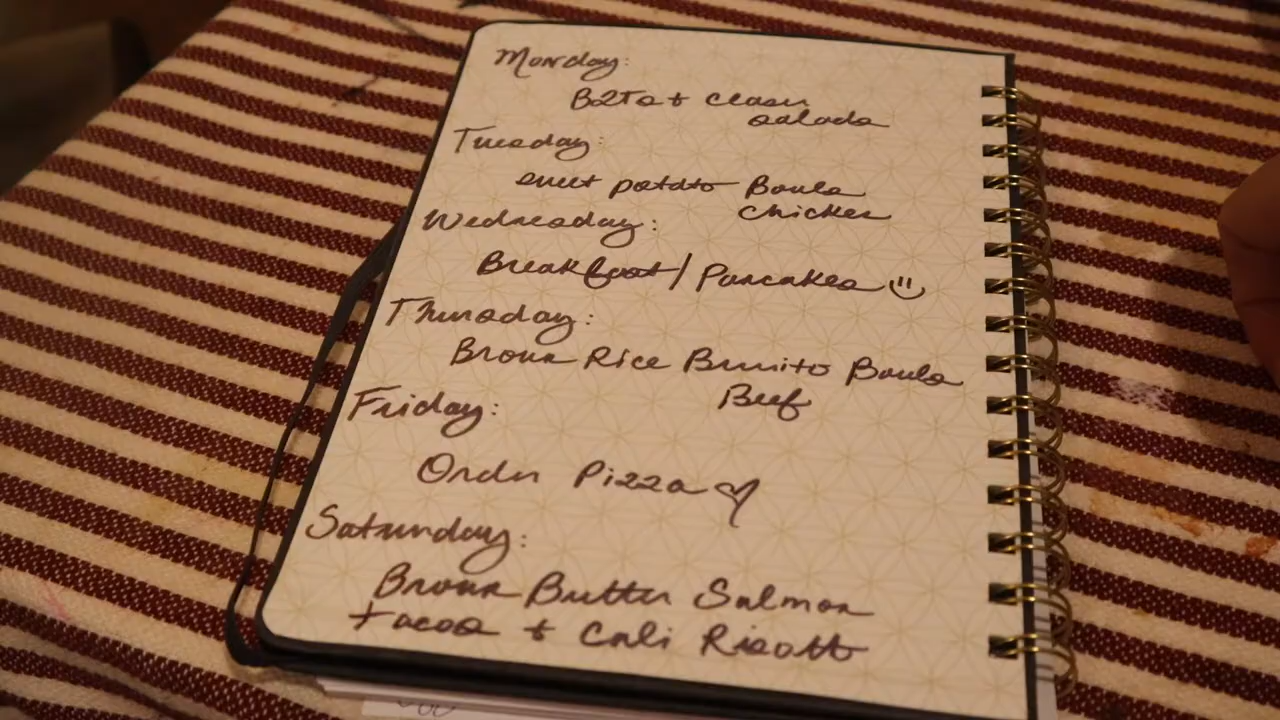 Monday:
BLTs + clean
salads
Tuesday:
sweet potato Bowls
chicken
Wednesday:
Breakfast / Pancakes
Thursday:
Brown Rice Burrito Bowls
Beef
Friday:
Order Pizza
Saturday:
Brown Butter Salmon
tacos + Cali Risotto